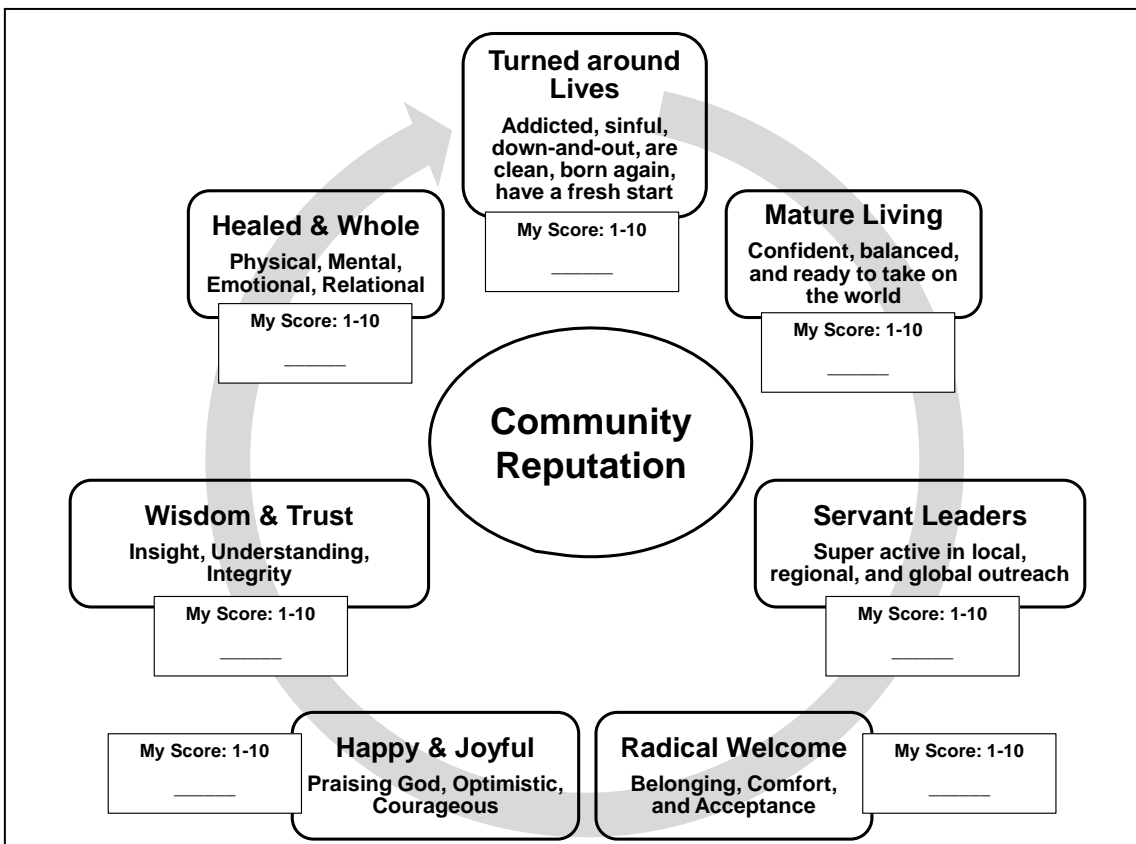 Turned around
Lives
Addicted, sinful,
down-and-out, are
clean, born again,
have a fresh start
My Score: 1-10
______
Mature Living
Confident, balanced,
and ready to take on
the world
My Score: 1-10
______
Servant Leaders
Super active in local,
regional, and global outreach
My Score: 1-10
______
Radical Welcome
Belonging, Comfort,
and Acceptance
My Score: 1-10
______
Happy & Joyful
Praising God, Optimistic,
Courageous
My Score: 1-10
______
Wisdom & Trust
Insight, Understanding,
Integrity
My Score: 1-10
______
Healed & Whole
Physical, Mental,
Emotional, Relational
My Score: 1-10
______
Community
Reputation